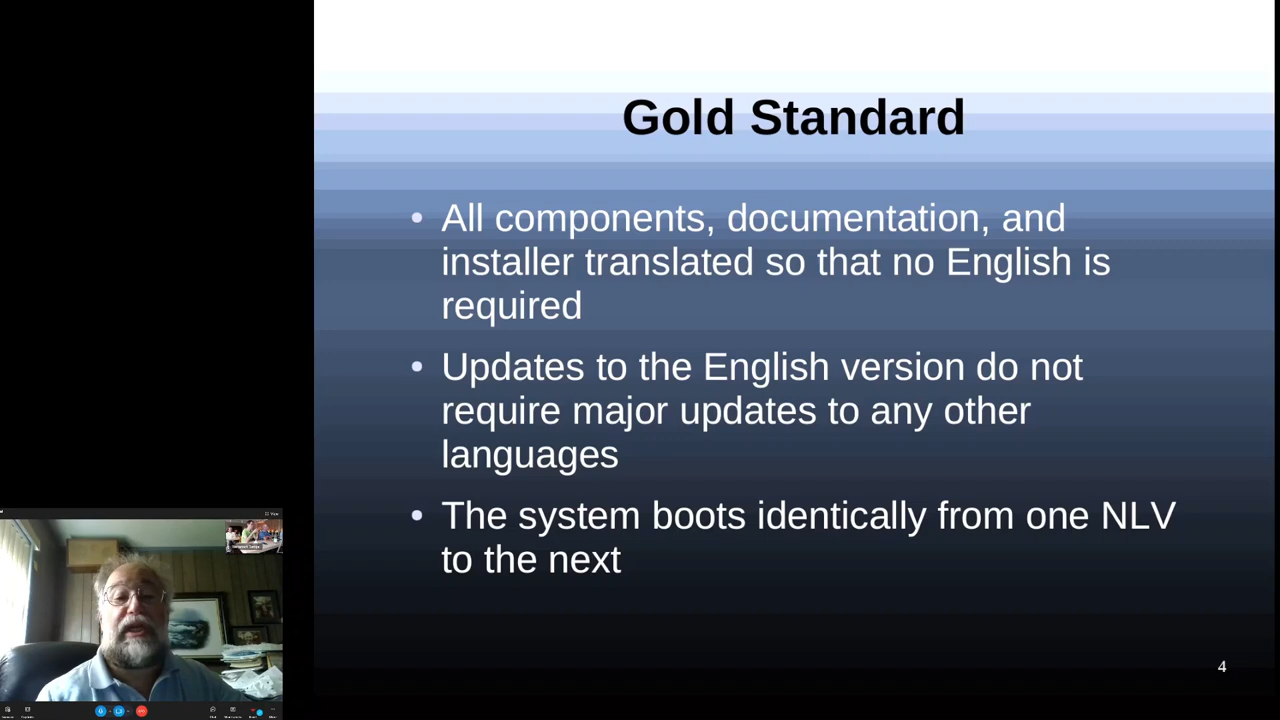 Gold Standard
• All components, documentation, and
installer translated so that no English is
required
• Updates to the English version do not
require major updates to any other
languages
• The system boots identically from one NLV
to the next
4
View